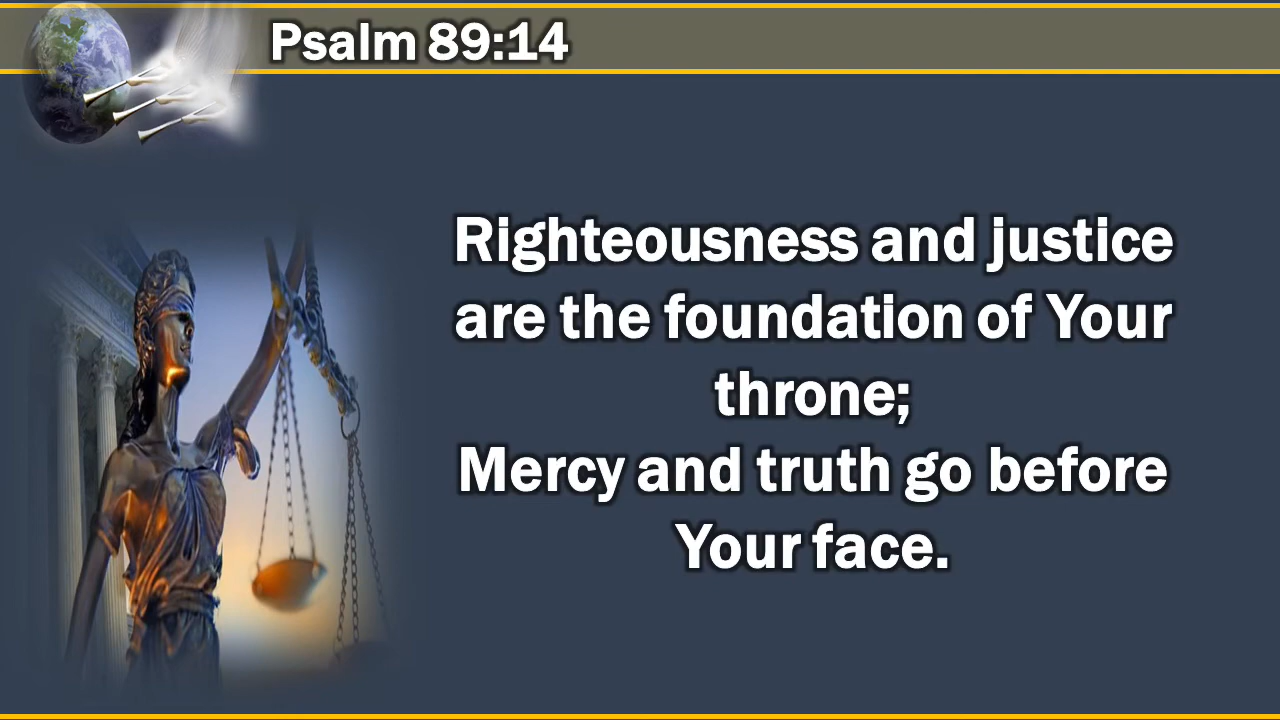 Psalm 89:14
Righteousness and justice
are the foundation of Your
throne;
Mercy and truth go before
Your face.